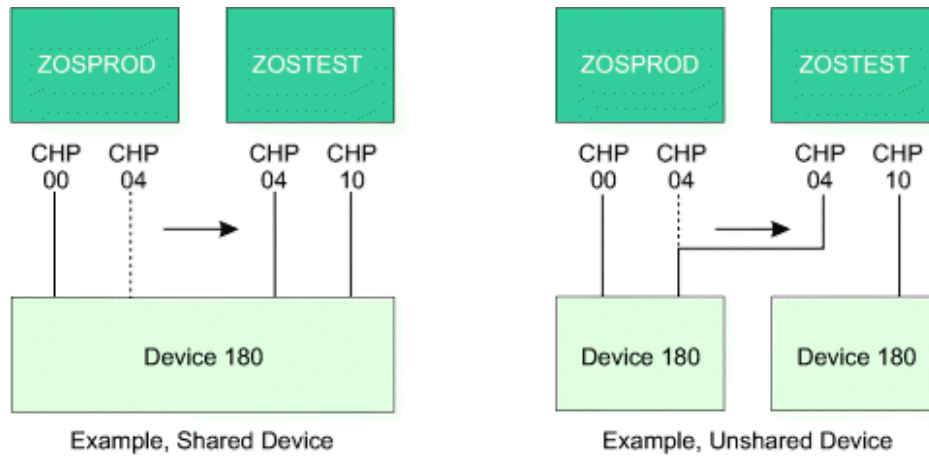 ZOSPROD ZOSTEST ZOSPROD ZOSTEST
CHP CHP CHP CHP CHP CHP CHP CHP
00 04 04 10 00 04 04 10
Device 180 Device 180 Device 180
Example, Shared Device Example, Unshared Device